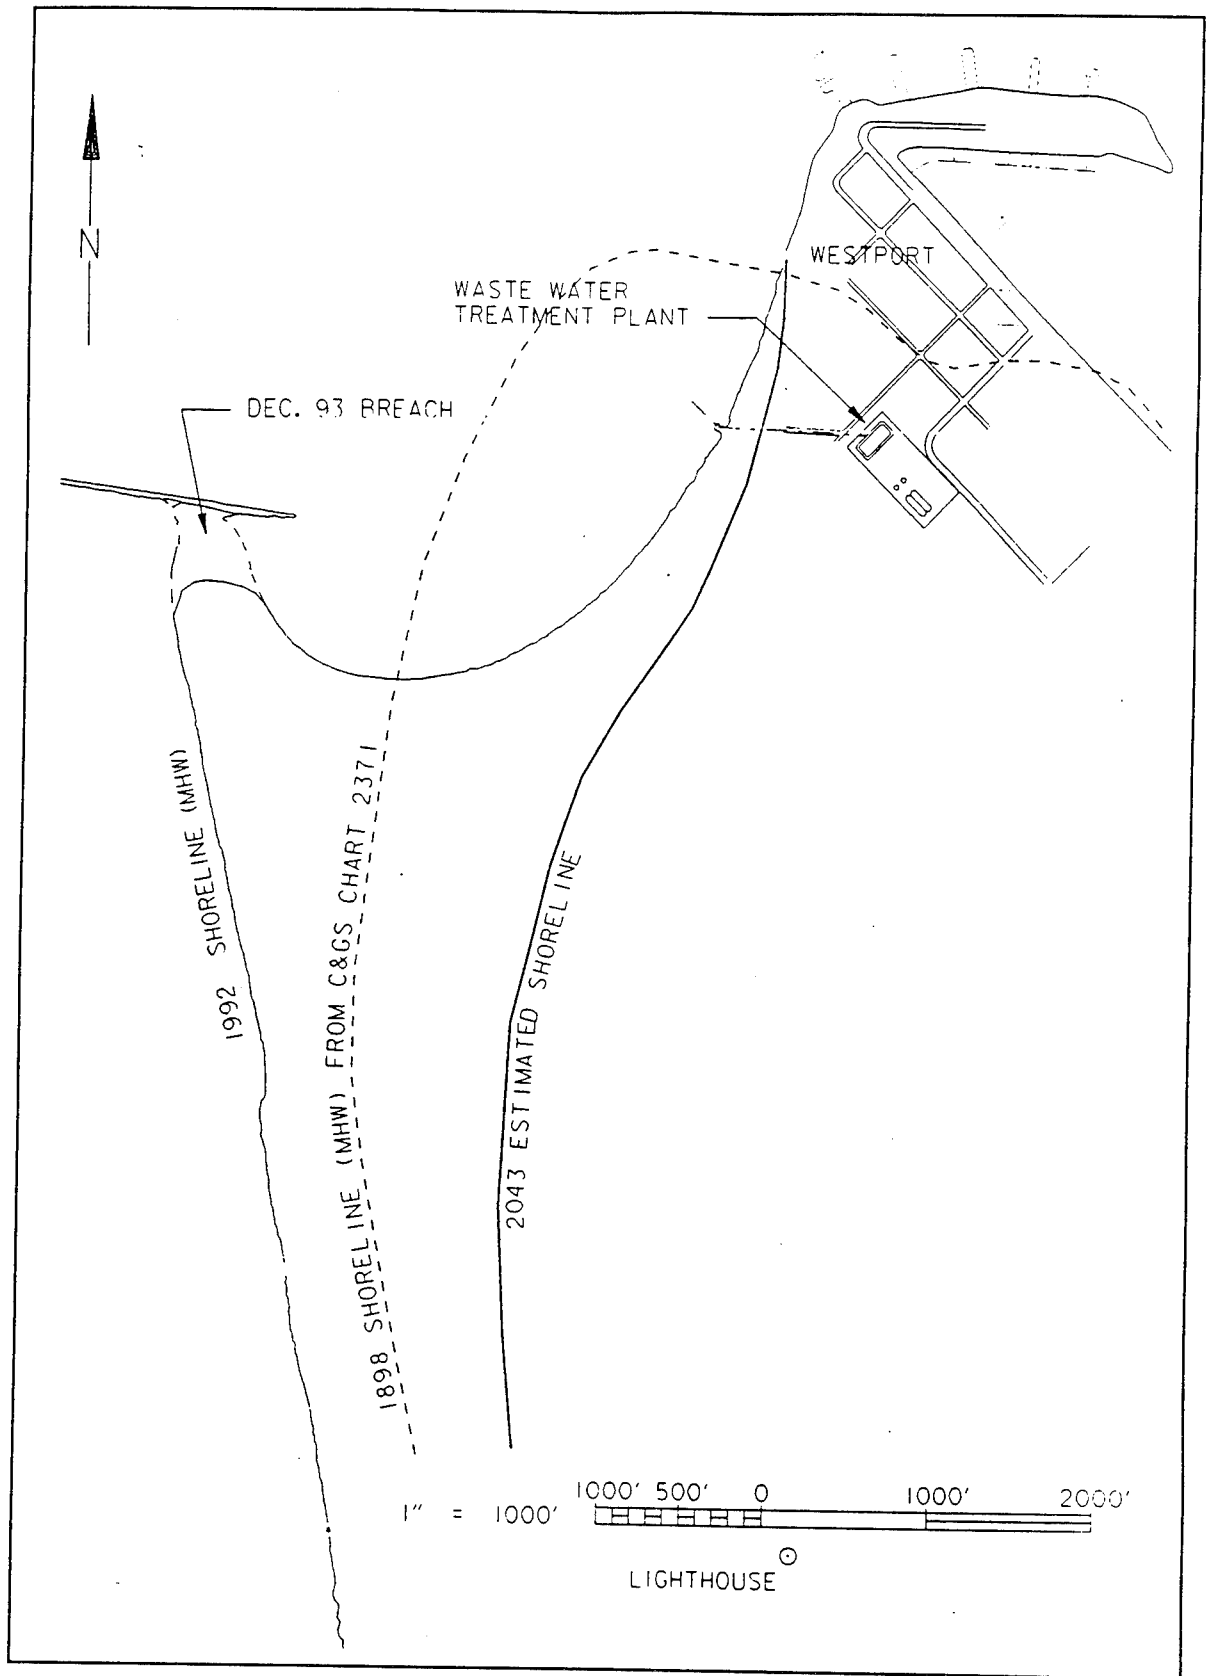 N
WESTPORT
WASTE WATER
TREATMENT PLANT
DEC. 93 BREACH
1992 SHORELINE (MHW)
1898 SHORELINE (MHW) FROM C&GS CHART 2371
2043 ESTIMATED SHORELINE
1" = 1000'
1000' 500' 0 1000' 2000'
LIGHTHOUSE